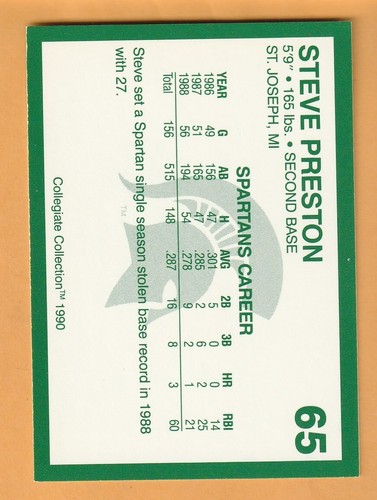 STEVE PRESTON 65
5'9" • 165 lbs. • SECOND BASE
ST. JOSEPH, MI
SPARTANS CAREER
YEAR G AB H AVG 2B 3B HR RBI
1986 49 156 47 .301 5 0 0 14
1987 51 165 47 .285 2 6 2 25
1988 56 194 54 .278 9 2 1 21
Total 156 515 148 .287 16 8 3 60
Steve set a Spartan single season stolen base record in 1988
with 27.
Collegiate Collection™ 1990
TM